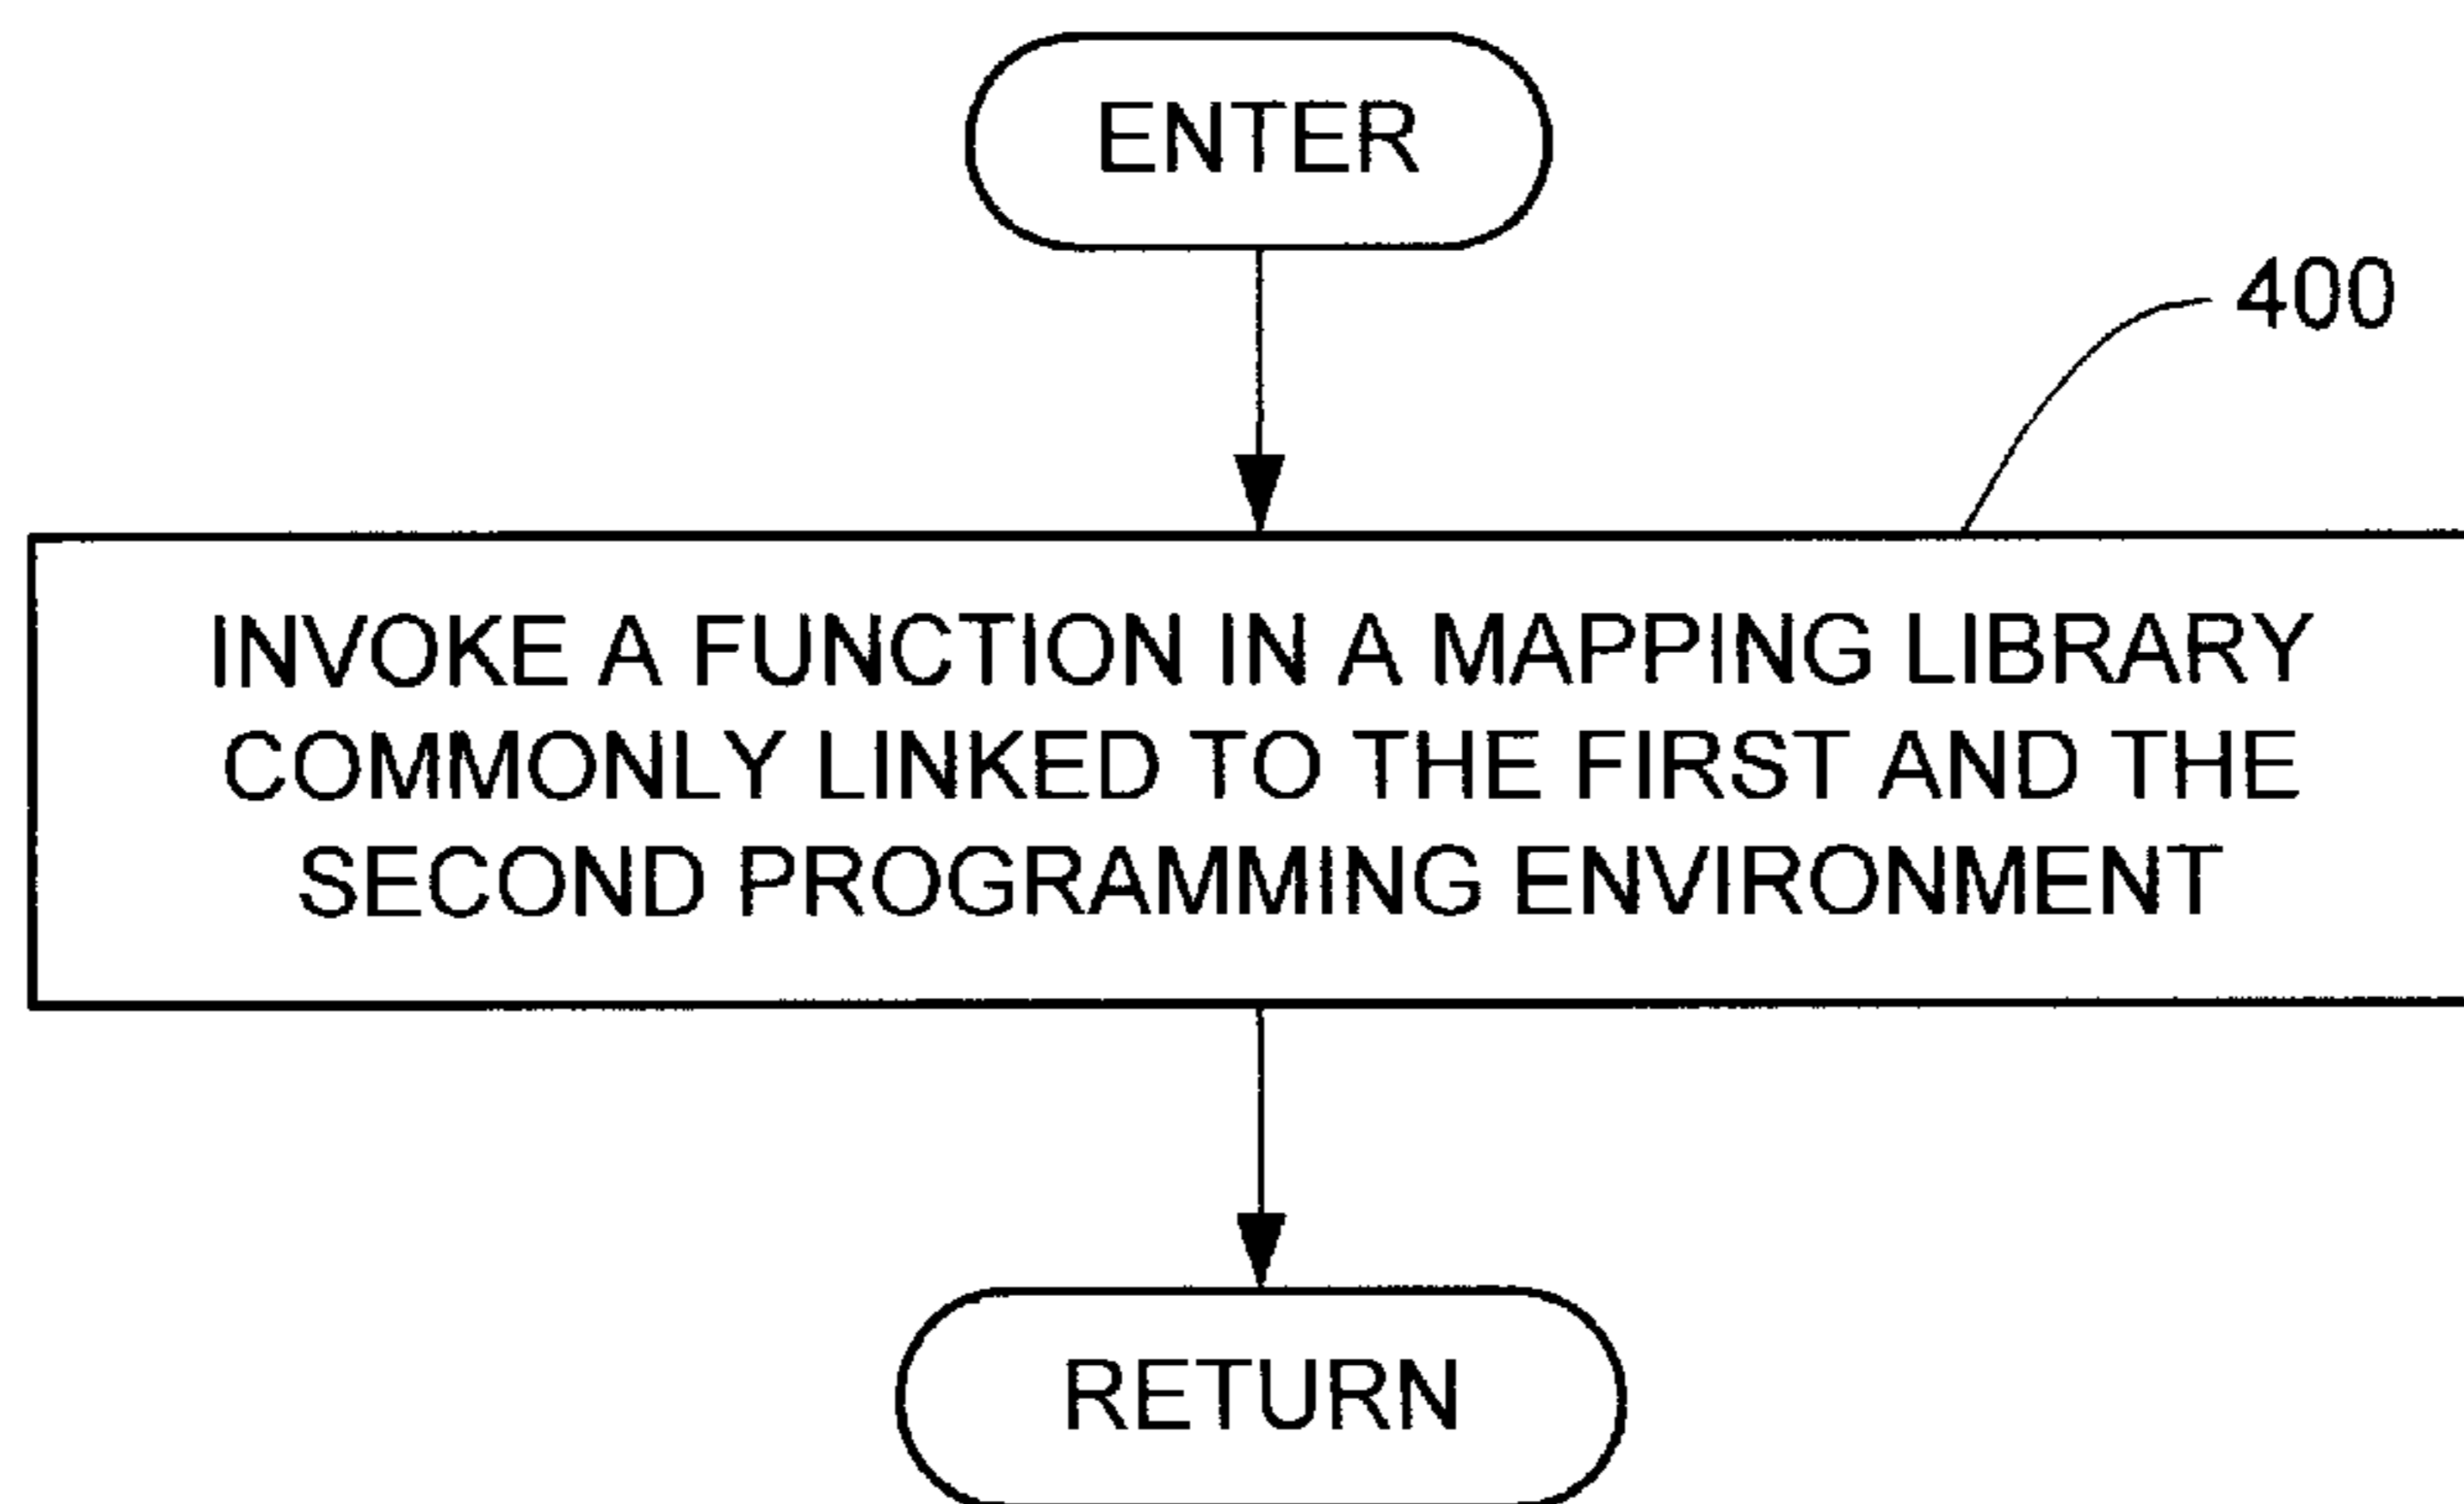 ENTER
400
INVOKE A FUNCTION IN A MAPPING LIBRARY
COMMONLY LINKED TO THE FIRST AND THE
SECOND PROGRAMMING ENVIRONMENT
RETURN